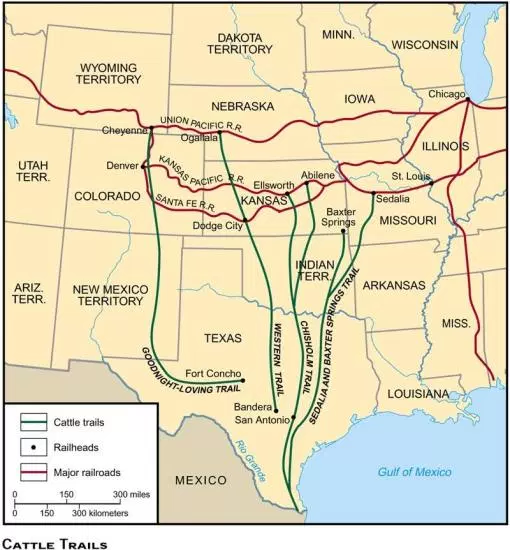 DAKOTA
TERRITORY
MINN.
WISCONSIN
WYOMING
TERRITORY
Chicago
IOWA
NEBRASKA
UNION PACIFIC R.R.
Cheyenne
Ogallala
ILLINOIS
UTAH
TERR.
Denver
KANSAS PACIFIC R.R.
Abilene
St. Louis
Ellsworth
COLORADO
SANTA FE R.R.
KANSAS
Sedalia
Dodge City
Baxter
Springs
MISSOURI
INDIAN
TERR.
ARIZ.
TERR.
NEW MEXICO
TERRITORY
ARKANSAS
MISS.
TEXAS
WESTERN TRAIL
CHISHOLM TRAIL
SEDALIA AND BAXTER SPRINGS TRAIL
GOODNIGHT-LOVING TRAIL
Fort Concho
LOUISIANA
Bandera
San Antonio
Rio Grande
MEXICO
Gulf of Mexico
Cattle trails
Railheads
Major railroads
0 150 300 miles
0 150 300 kilometers
CATTLE TRAILS